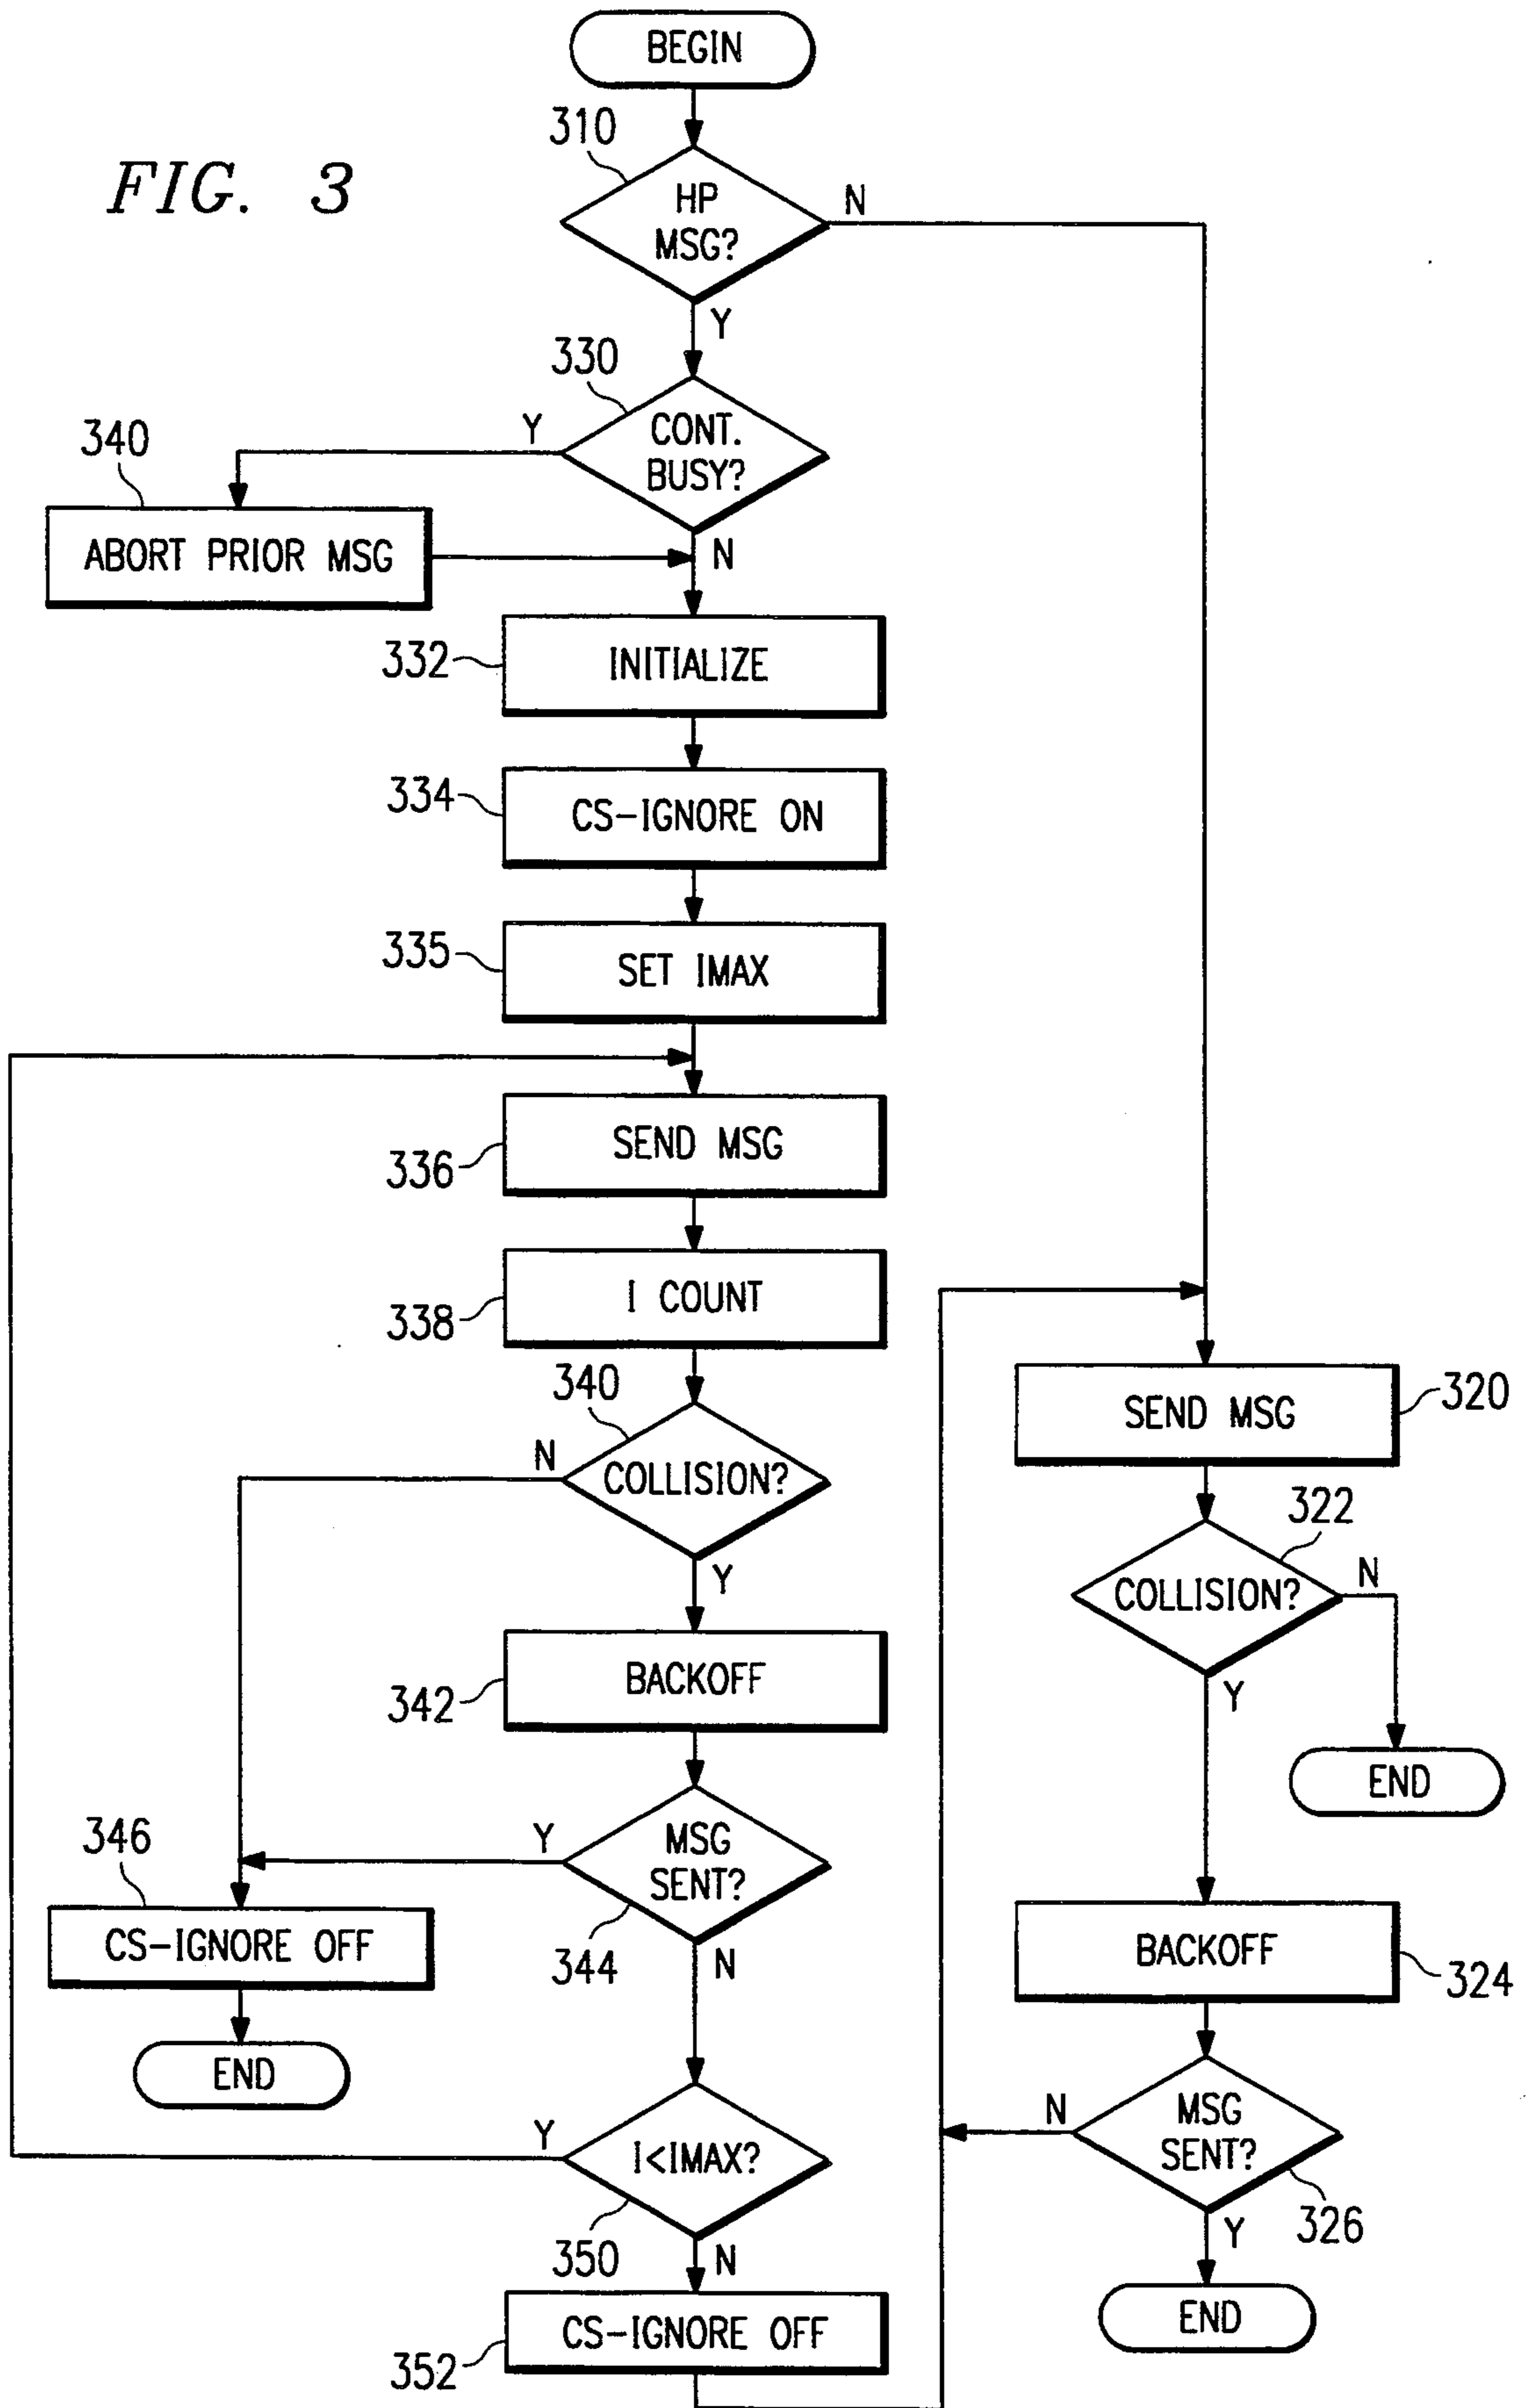 BEGIN
310
FIG. 3
HP
MSG?
N
Y
330
CONT.
BUSY?
Y
340
N
ABORT PRIOR MSG
332
INITIALIZE
334
CS-IGNORE ON
335
SET IMAX
336
SEND MSG
338
I COUNT
340
COLLISION?
N
Y
342
BACKOFF
MSG
SENT?
Y
344
N
346
CS-IGNORE OFF
END
I<IMAX?
Y
350
N
352
CS-IGNORE OFF
SEND MSG
320
322
COLLISION?
N
Y
END
BACKOFF
324
MSG
SENT?
N
326
Y
END